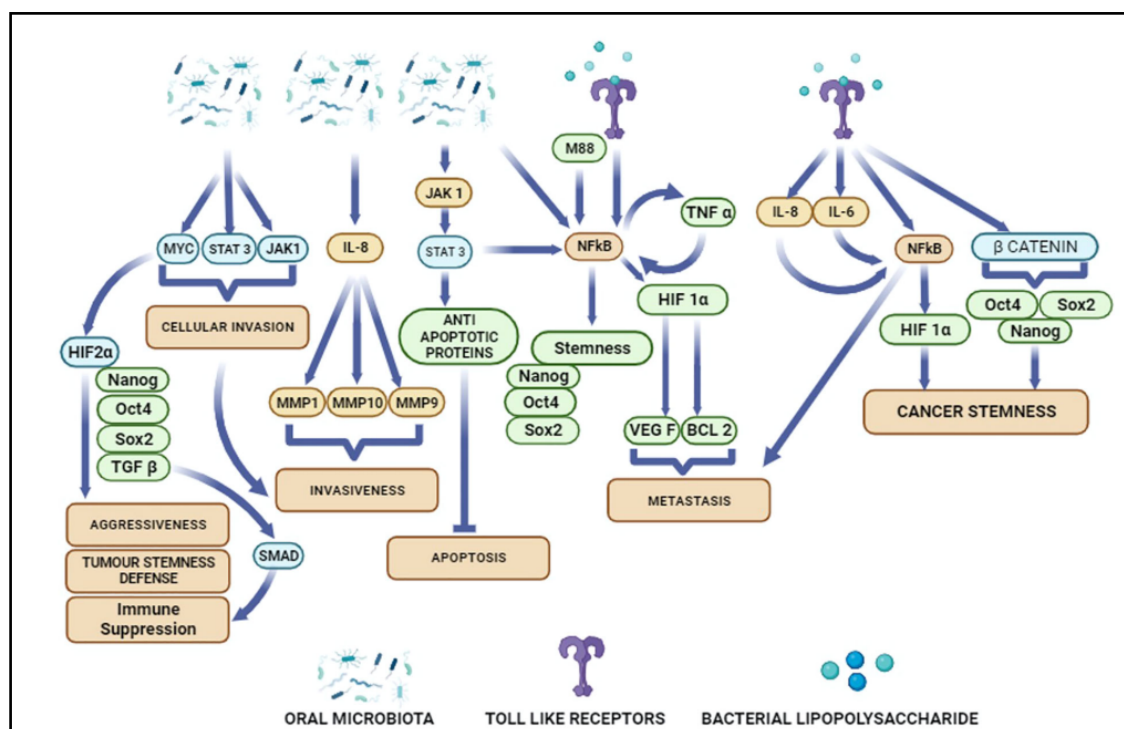 M88
JAK 1
TNF α
IL-8
IL-6
MYC
STAT 3
JAK1
IL-8
STAT 3
NFkB
NFkB
β CATENIN
HIF 1α
Oct4
Sox2
Nanog
CELLULAR INVASION
ANTI
APOPTOTIC
PROTEINS
HIF 1α
HIF2α
Stemness
Nanog
Nanog
Oct4
Sox2
TGF β
MMP1
MMP10
MMP9
Oct4
Sox2
VEG F
BCL 2
CANCER STEMNESS
INVASIVENESS
METASTASIS
AGGRESSIVENESS
TUMOUR STEMNESS
DEFENSE
Immune
Suppression
SMAD
APOPTOSIS
ORAL MICROBIOTA
TOLL LIKE RECEPTORS
BACTERIAL LIPOPOLYSACCHARIDE